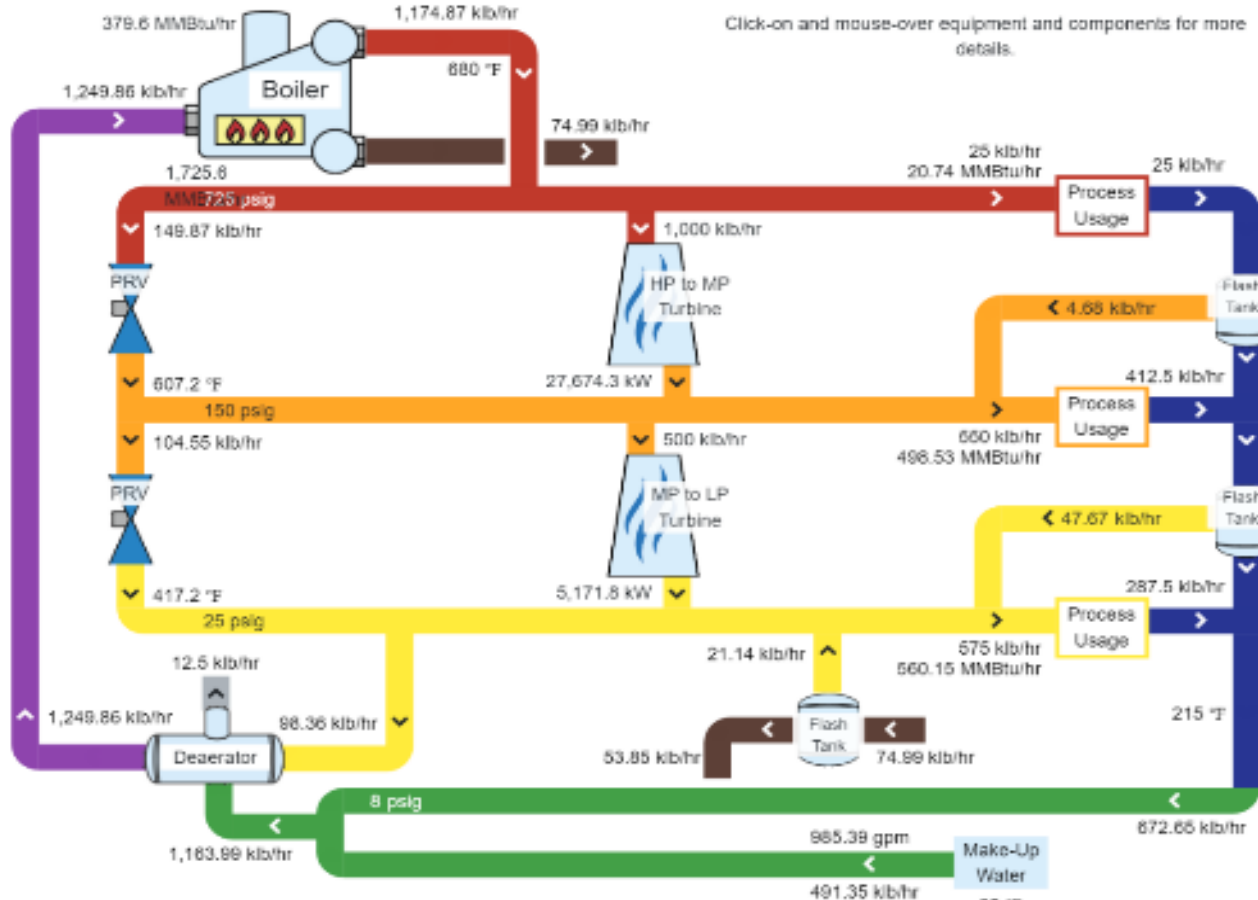 379.6 MMBtu/hr
1,174.87 klb/hr
Click-on and mouse-over equipment and components for more
details.
680 °F
Boiler
1,249.86 klb/hr
74.99 klb/hr
1,725.6
25 klb/hr
20.74 MMBtu/hr
25 klb/hr
725 psig
Process
Usage
149.87 klb/hr
1,000 klb/hr
PRV
HP to MP
Turbine
4.68 klb/hr
Flash
Tank
607.2 °F
27,674.3 kW
412.5 klb/hr
150 psig
Process
Usage
104.55 klb/hr
500 klb/hr
660 klb/hr
498.53 MMBtu/hr
PRV
MP to LP
Turbine
47.67 klb/hr
Flash
Tank
417.2 °F
5,171.8 kW
287.5 klb/hr
25 psig
Process
Usage
12.5 klb/hr
21.14 klb/hr
575 klb/hr
560.15 MMBtu/hr
1,249.86 klb/hr
98.36 klb/hr
Flash
Tank
215 °F
Deaerator
53.85 klb/hr
74.99 klb/hr
8 psig
672.65 klb/hr
1,163.99 klb/hr
985.39 gpm
Make-Up
Water
491.35 klb/hr